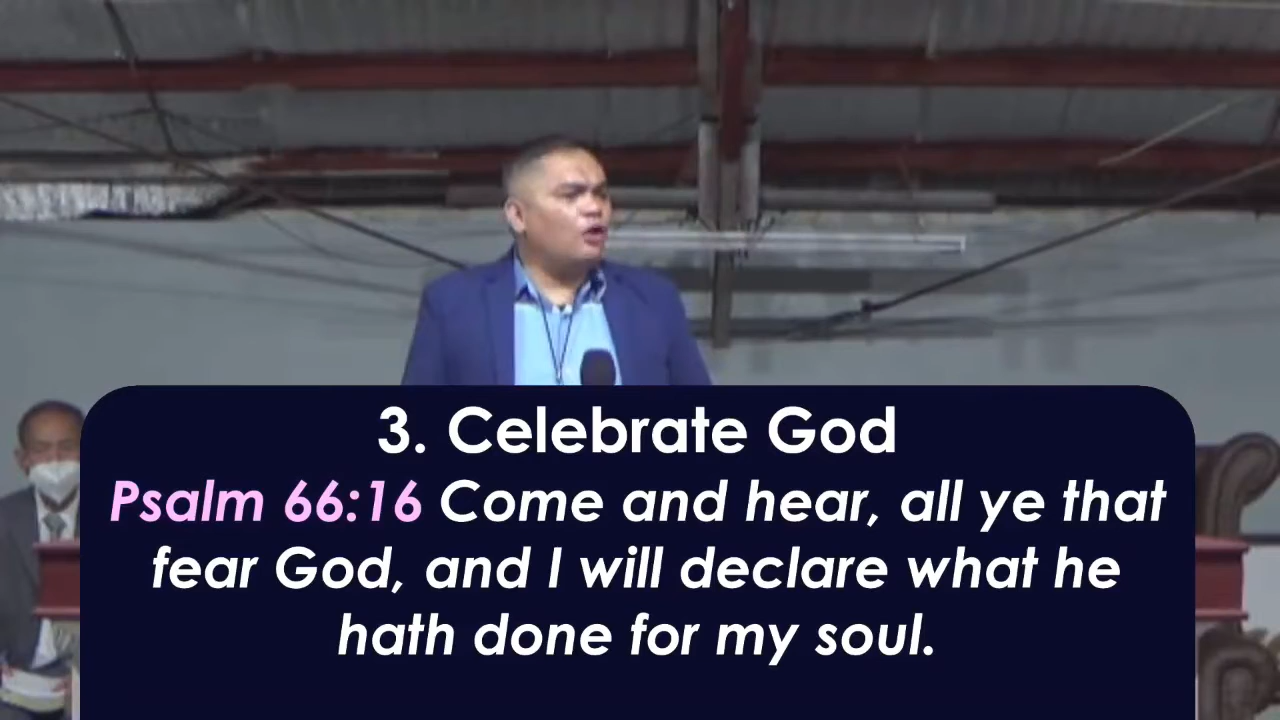 3. Celebrate God
Psalm 66:16 Come and hear, all ye that
fear God, and I will declare what he
hath done for my soul.